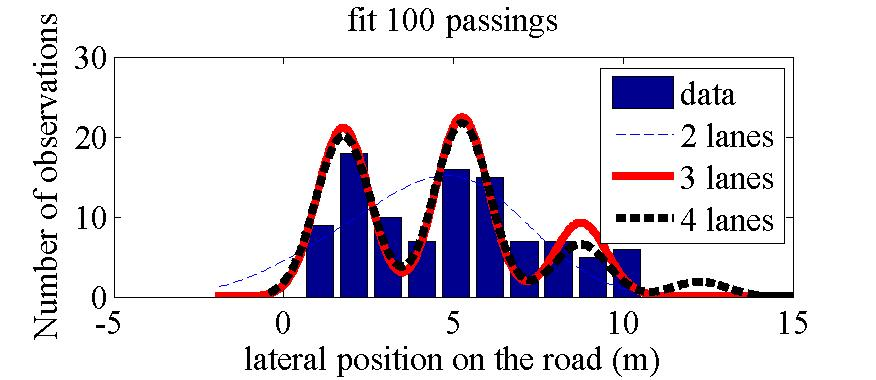 fit 100 passings
Number of observations
30
20
10
0
-5
0
5
10
15
lateral position on the road (m)
data
2 lanes
3 lanes
4 lanes